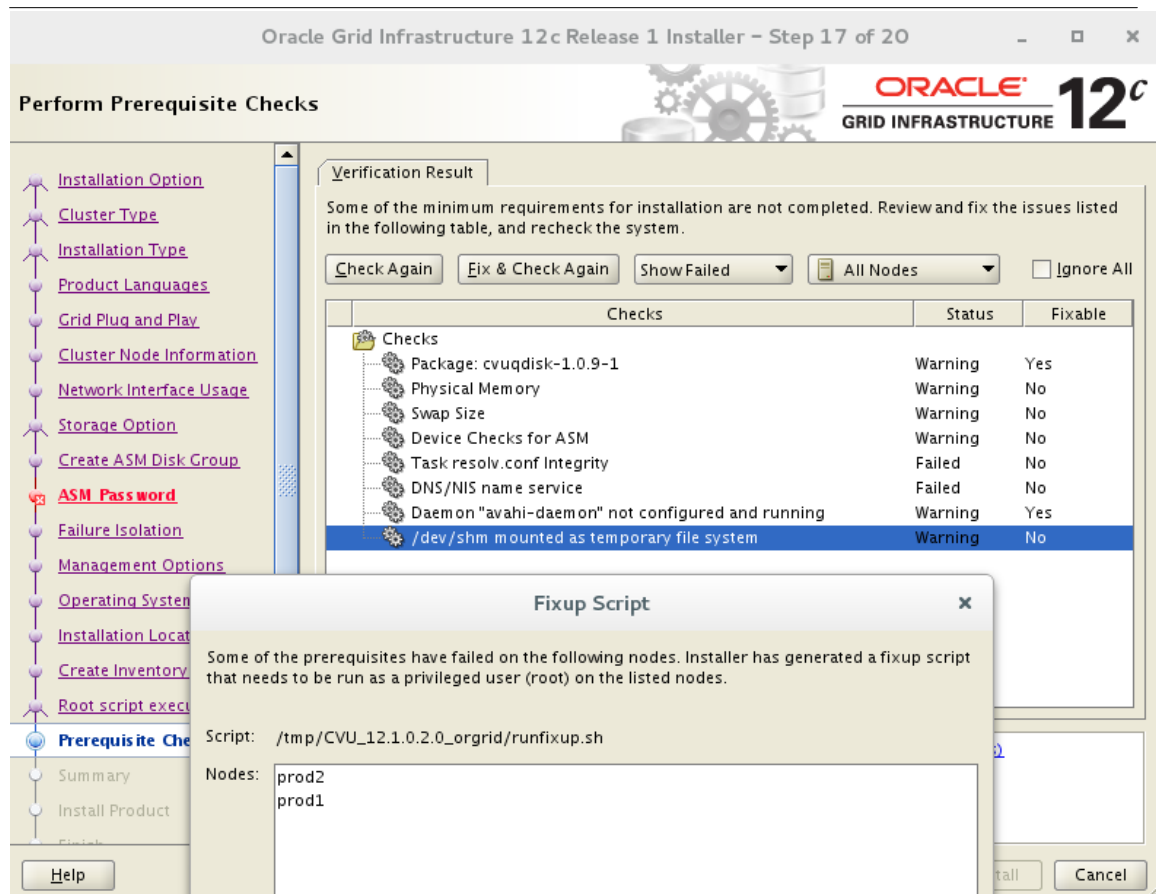 Oracle Grid Infrastructure 12c Release 1 Installer - Step 17 of 20
Perform Prerequisite Checks
ORACLE
GRID INFRASTRUCTURE
12c
Installation Option
Cluster Type
Installation Type
Product Languages
Grid Plug and Play
Cluster Node Information
Network Interface Usage
Storage Option
Create ASM Disk Group
ASM Password
Failure Isolation
Management Options
Operating System
Installation Locat
Create Inventory
Root script execu
Prerequisite Che
Summary
Install Product
Verification Result
Some of the minimum requirements for installation are not completed. Review and fix the issues listed
in the following table, and recheck the system.
Check Again Fix & Check Again Show Failed All Nodes Ignore All
Checks Status Fixable
Checks
Package: cvuqdisk-1.0.9-1 Warning Yes
Physical Memory Warning No
Swap Size Warning No
Device Checks for ASM Warning No
Task resolv.conf Integrity Failed No
DNS/NIS name service Failed No
Daemon "avahi-daemon" not configured and running Warning Yes
/dev/shm mounted as temporary file system Warning No
Fixup Script
Some of the prerequisites have failed on the following nodes. Installer has generated a fixup script
that needs to be run as a privileged user (root) on the listed nodes.
Script: /tmp/CVU_12.1.0.2.0_orgrid/runfixup.sh
Nodes: prod2
prod1
Help tall Cancel